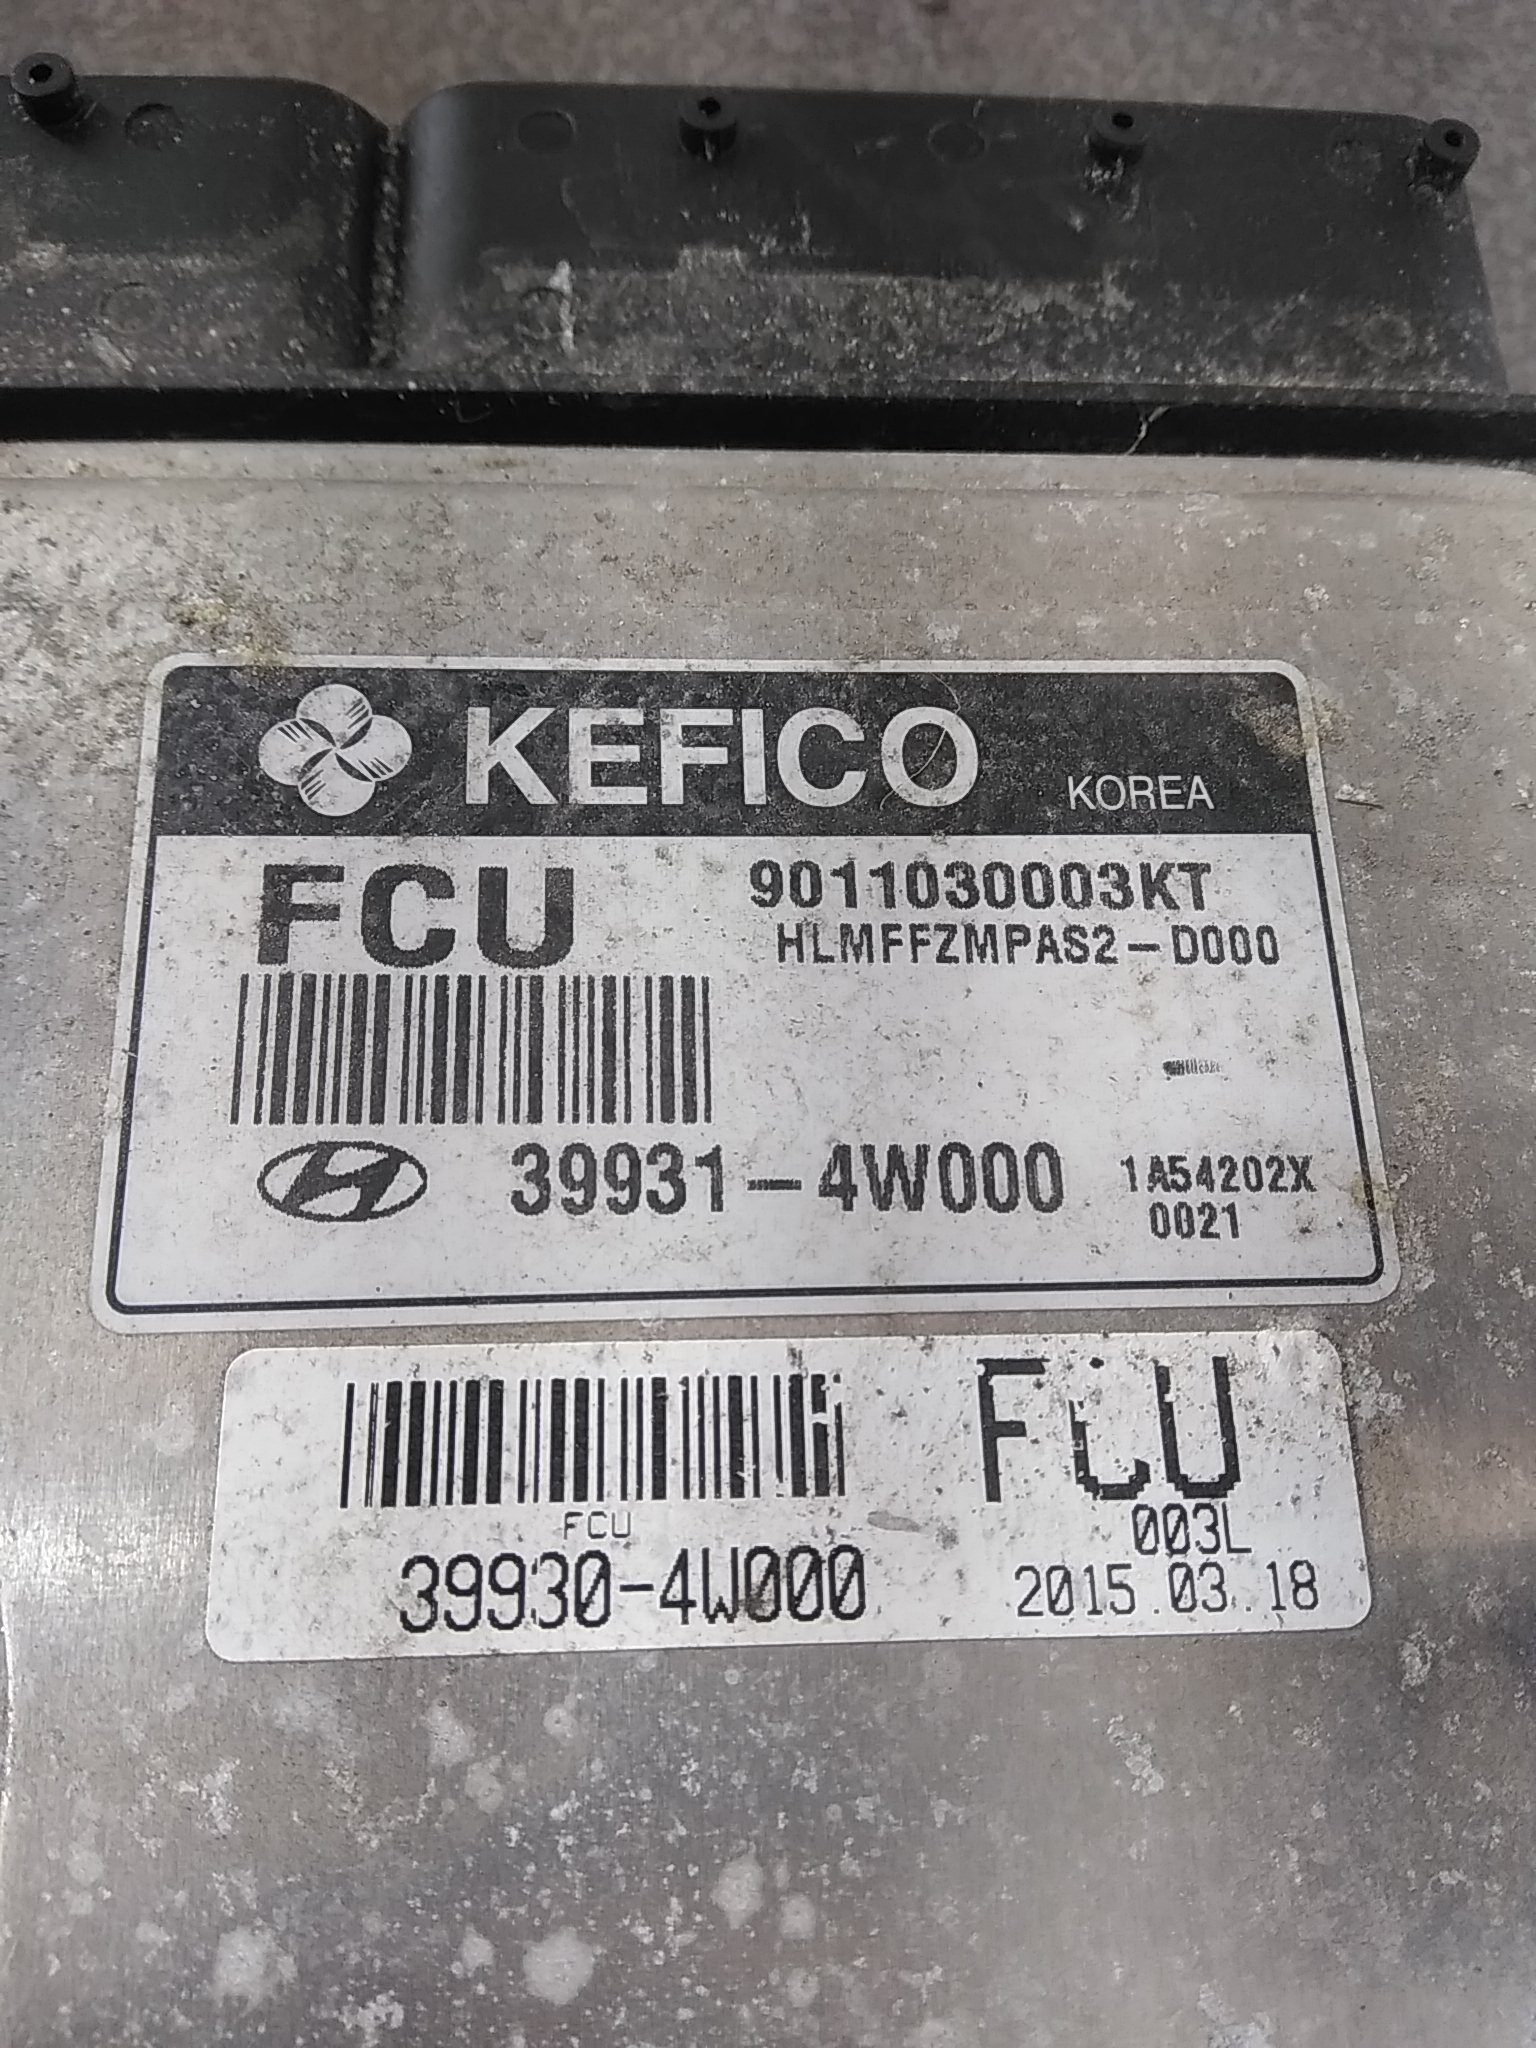 KEFICO KOREA
FCU 9011030003KT
HLMFFZMPAS2-D000
39931-4W000 1A54202X
0021
FCU
FCU
003L
39930-4W000 2015.03.18